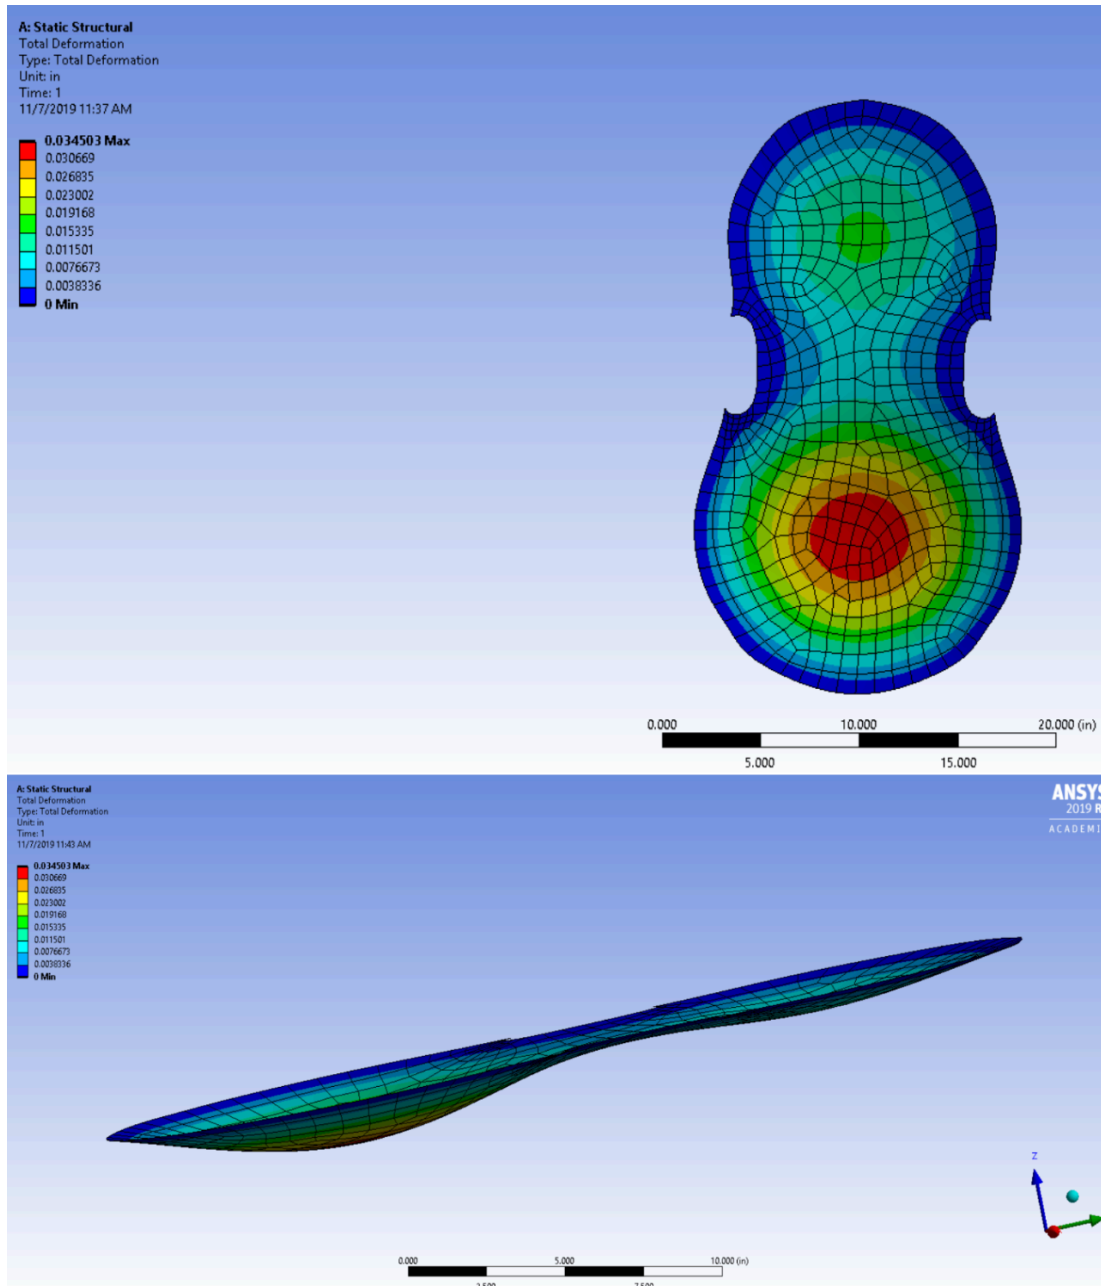 A: Static Structural
Total Deformation
Type: Total Deformation
Unit: in
Time: 1
11/7/2019 11:37 AM
0.034503 Max
0.030669
0.026835
0.023002
0.019168
0.015335
0.011501
0.0076673
0.0038336
0 Min
0.000
10.000
20.000 (in)
5.000
15.000
A: Static Structural
Total Deformation
Type: Total Deformation
Unit: in
Time: 1
11/7/2019 11:43 AM
ANSYS
2019 R
ACADEMI
0.034503 Max
0.030669
0.026835
0.023002
0.019168
0.015335
0.011501
0.0076673
0.0038336
0 Min
Z
0.000
5.000
10.000 (in)